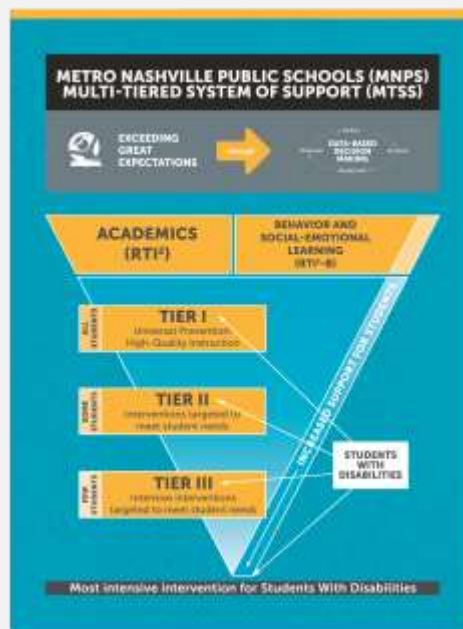 METRO NASHVILLE PUBLIC SCHOOLS (MNPS)
MULTI-TIERED SYSTEM OF SUPPORT (MTSS)
EXCEEDING
GREAT
EXPECTATIONS
DATA-BASED
DECISION
MAKING
ACADEMICS
(RTI²)
BEHAVIOR AND
SOCIAL-EMOTIONAL
LEARNING
(RTI²-B)
ALL
STUDENTS
TIER I
Universal Prevention
High-Quality Instruction
SOME
STUDENTS
TIER II
Interventions targeted to
meet student needs
FEW
STUDENTS
TIER III
Intensive interventions
targeted to meet student needs
INCREASED SUPPORT FOR STUDENTS
STUDENTS
WITH
DISABILITIES
Most intensive Intervention for Students With Disabilities